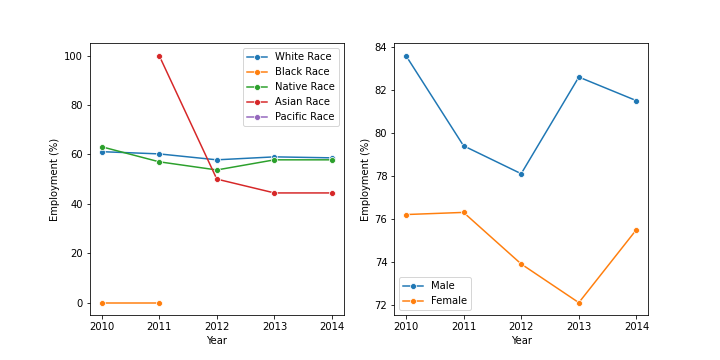 100
80
60
40
20
0
Employment (%)
2010 2011 2012 2013 2014
Year
White Race
Black Race
Native Race
Asian Race
Pacific Race
84
82
80
78
76
74
72
Employment (%)
2010 2011 2012 2013 2014
Year
Male
Female